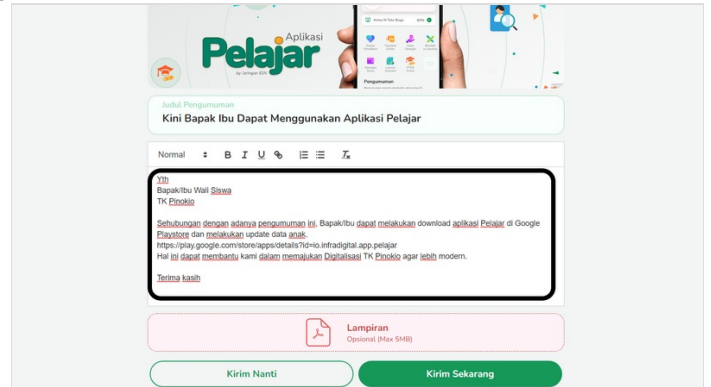 Aplikasi
Pelajar
by Jaringan IDN
Pengumuman
Judul Pengumuman
Kini Bapak Ibu Dapat Menggunakan Aplikasi Pelajar
Normal B I U
Yth
Bapak/Ibu Wali Siswa
TK Pinokio
Sehubungan dengan adanya pengumuman ini, Bapak/Ibu dapat melakukan download aplikasi Pelajar di Google
Playstore dan melakukan update data anak.
https://play.google.com/store/apps/details?id=io.infradigital.app.pelajar
Hal ini dapat membantu kami dalam memajukan Digitalisasi TK Pinokio agar lebih modern.
Terima kasih
Lampiran
Opsional (Max 5MB)
Kirim Nanti
Kirim Sekarang